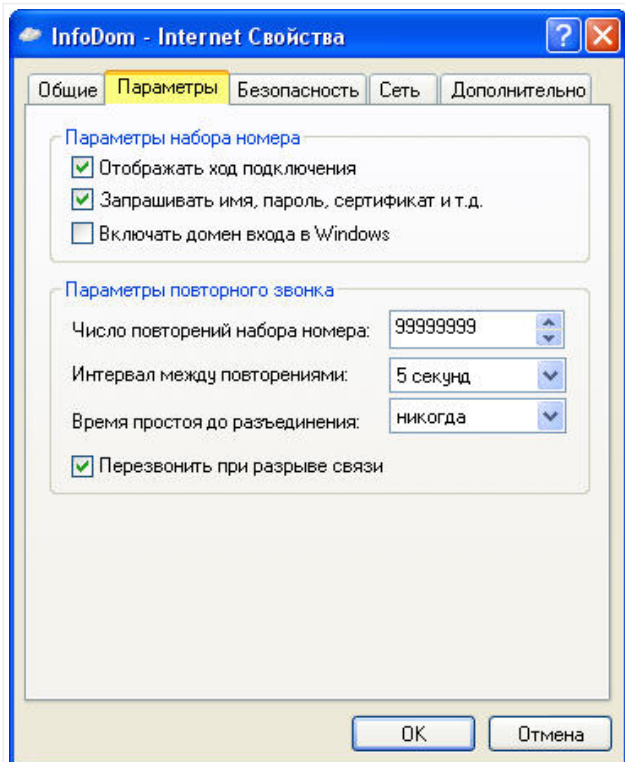 InfoDom - Internet Свойства
Общие Параметры Безопасность Сеть Дополнительно
Параметры набора номера
Отображать ход подключения
Запрашивать имя, пароль, сертификат и т.д.
Включать домен входа в Windows
Параметры повторного звонка
Число повторений набора номера: 99999999
Интервал между повторениями: 5 секунд
Время простоя до разъединения: никогда
Перезвонить при разрыве связи
OK Отмена